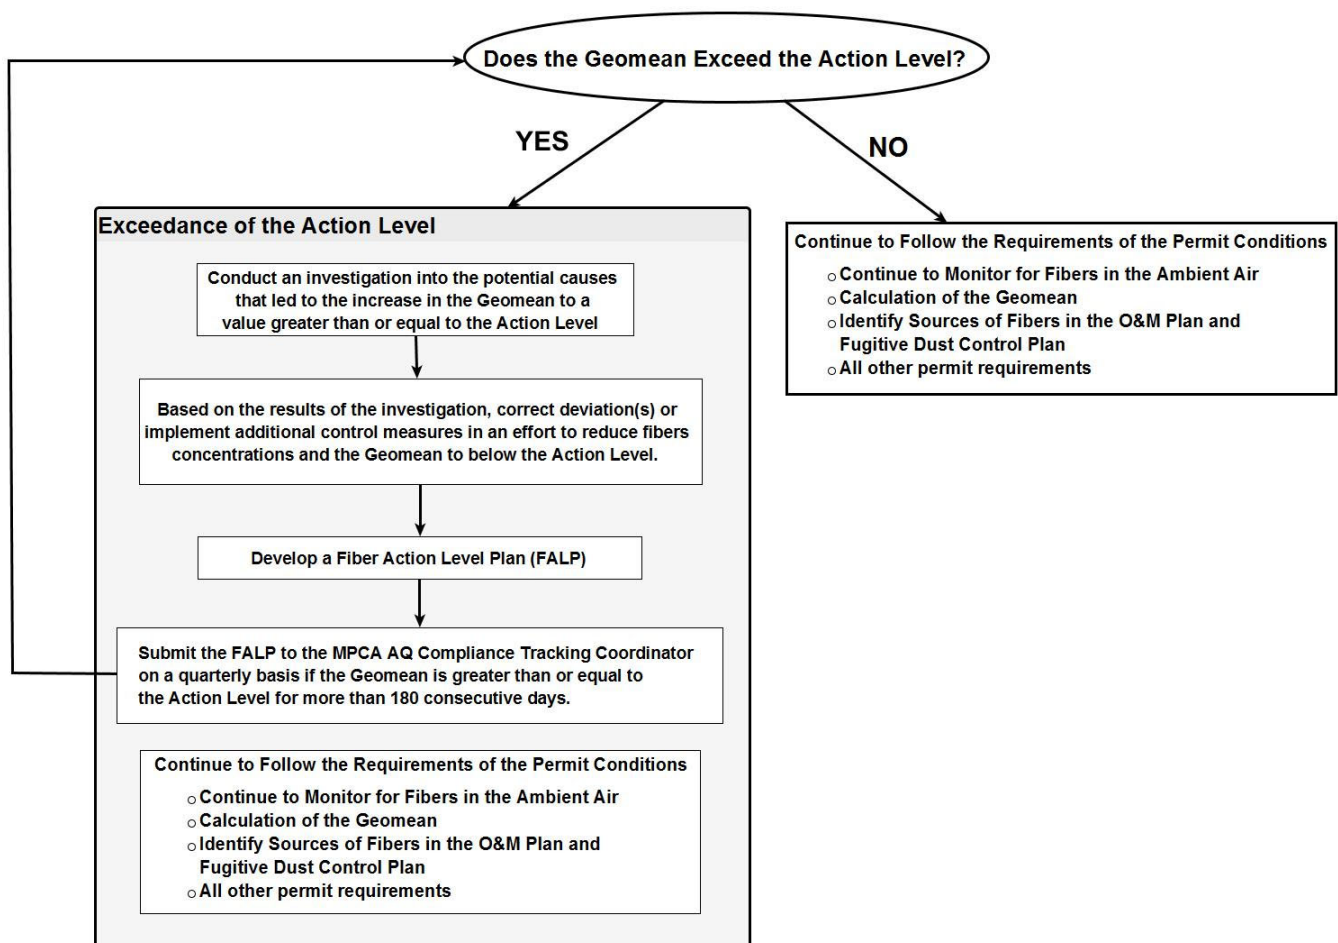 Does the Geomean Exceed the Action Level?
YES
NO
Exceedance of the Action Level
Conduct an investigation into the potential causes
that led to the increase in the Geomean to a
value greater than or equal to the Action Level
Based on the results of the investigation, correct deviation(s) or
implement additional control measures in an effort to reduce fibers
concentrations and the Geomean to below the Action Level.
Develop a Fiber Action Level Plan (FALP)
Submit the FALP to the MPCA AQ Compliance Tracking Coordinator
on a quarterly basis if the Geomean is greater than or equal to
the Action Level for more than 180 consecutive days.
Continue to Follow the Requirements of the Permit Conditions
Continue to Monitor for Fibers in the Ambient Air
Calculation of the Geomean
Identify Sources of Fibers in the O&M Plan and
Fugitive Dust Control Plan
All other permit requirements
Continue to Follow the Requirements of the Permit Conditions
Continue to Monitor for Fibers in the Ambient Air
Calculation of the Geomean
Identify Sources of Fibers in the O&M Plan and
Fugitive Dust Control Plan
All other permit requirements